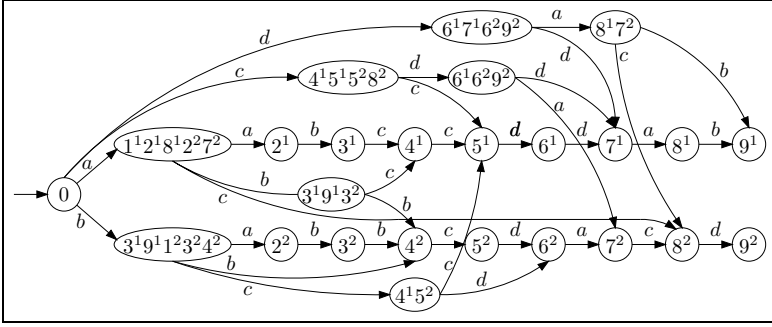 d 6¹7¹6²9² a 8¹7²
c 4¹5¹5²8² d 6¹6²9² d d c b
c a
a 1¹2¹8¹2²7² a 2¹ b 3¹ c 4¹ c 5¹ d 6¹ d 7¹ a 8¹ b 9¹
0 b 3¹9¹3² c
c b
b 3¹9¹1²3²4² a 2² b 3² b 4² c 5² d 6² a 7² c 8² d 9²
b c
c 4¹5² d